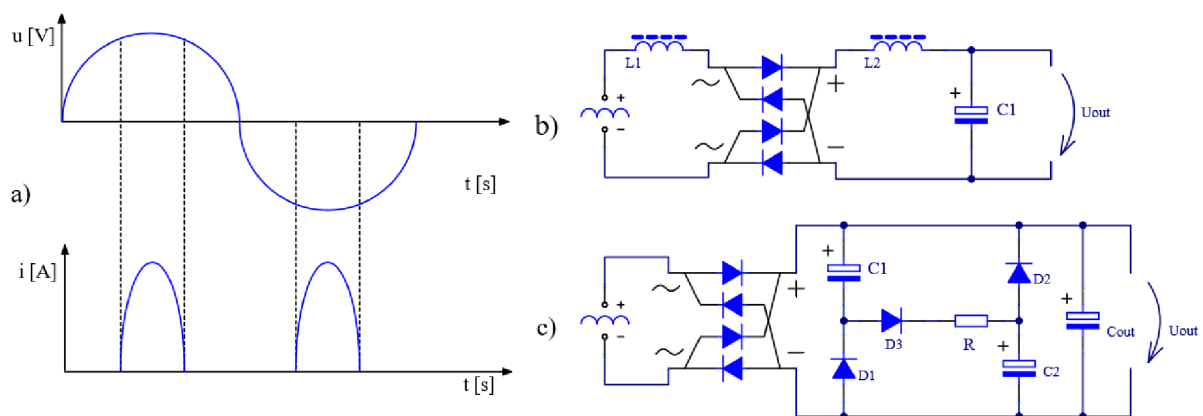 a)
u [V]
t [s]
i [A]
t [s]
b)
L1
+
−
~
~
+
−
L2
+
C1
Uout
c)
+
−
~
~
+
−
+
C1
D1
D3
R
D2
+
C2
+
Cout
Uout